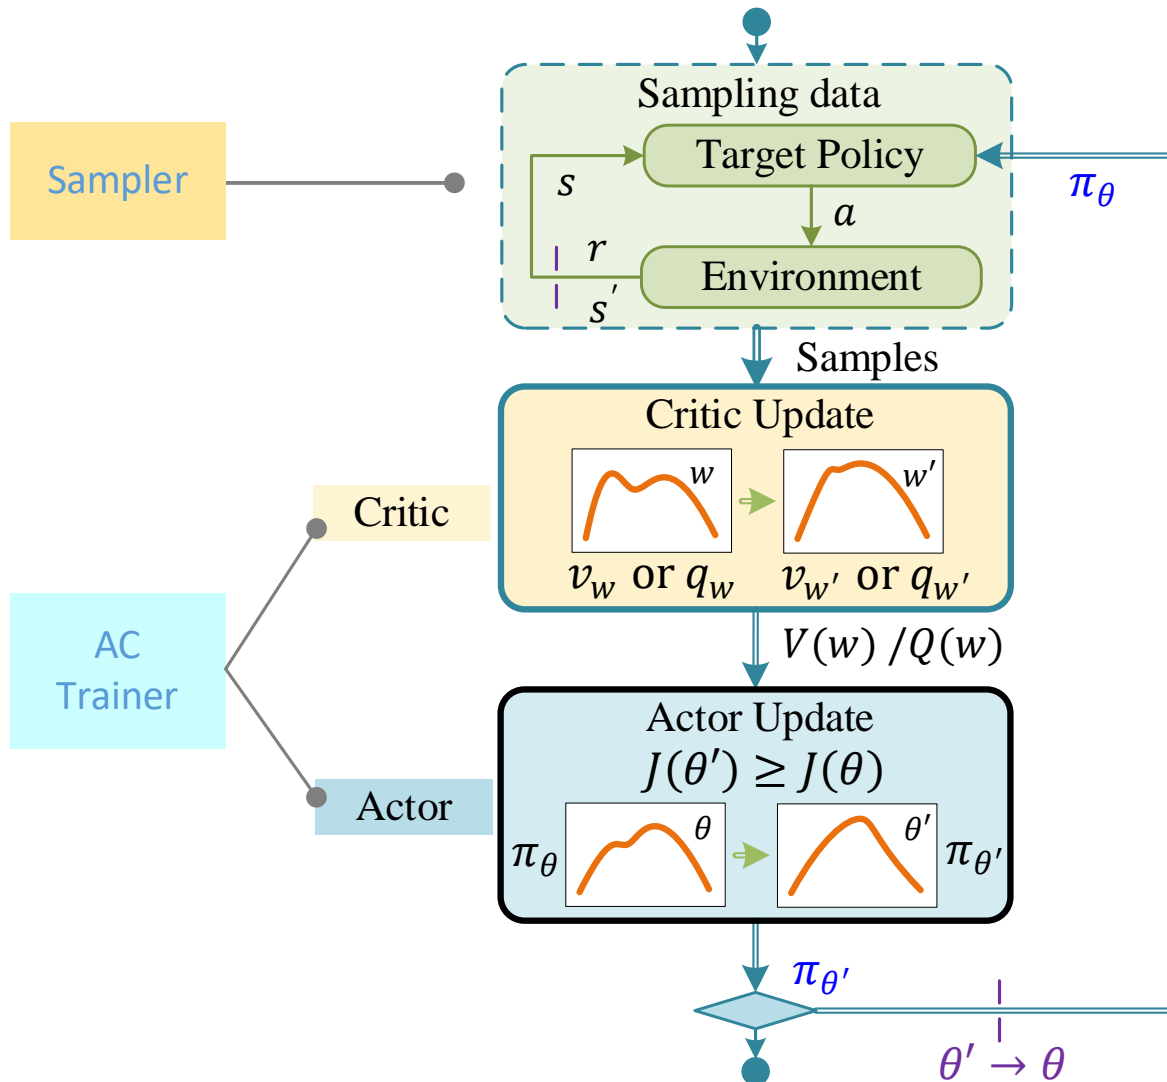 Sampling data
Sampler
Target Policy
s
π_θ
a
r
Environment
s′
Samples
Critic Update
w
w′
Critic
v_w or q_w
v_w′ or q_w′
V(w) /Q(w)
AC
Trainer
Actor Update
J(θ′) ≥ J(θ)
Actor
θ
θ′
π_θ
π_θ′
π_θ′
θ′ → θ